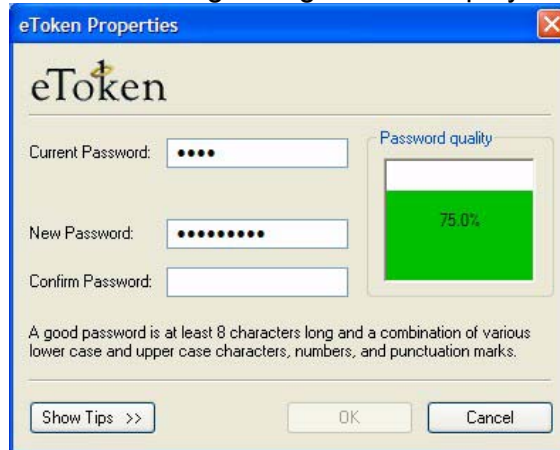 eToken Properties
eToken
Current Password: ••••
Password quality
75.0%
New Password: •••••••••
Confirm Password:
A good password is at least 8 characters long and a combination of various
lower case and upper case characters, numbers, and punctuation marks.
Show Tips >>
OK
Cancel